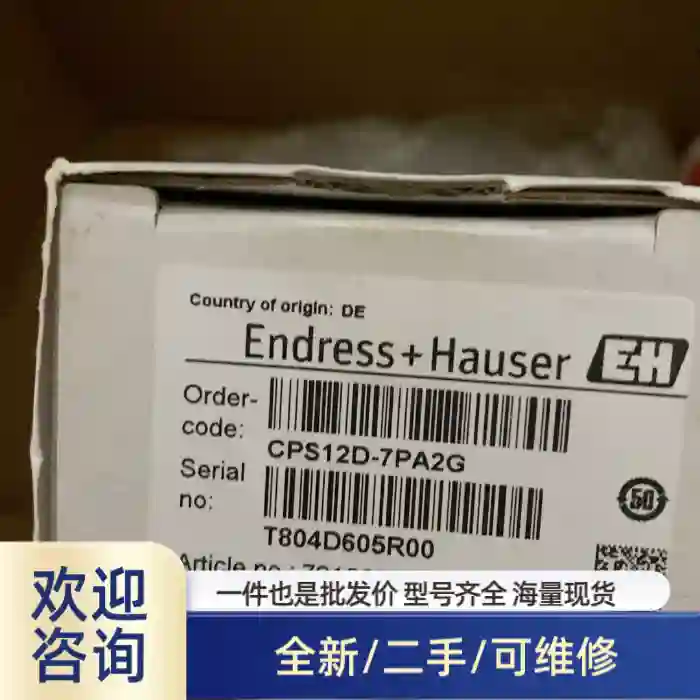 Country of origin: DE
Endress+Hauser EH
Order-
code:
CPS12D-7PA2G
Serial
no:
T804D605R00
50
Article no.:
欢迎
咨询
一件也是批发价 型号齐全 海量现货
全新/二手/可维修